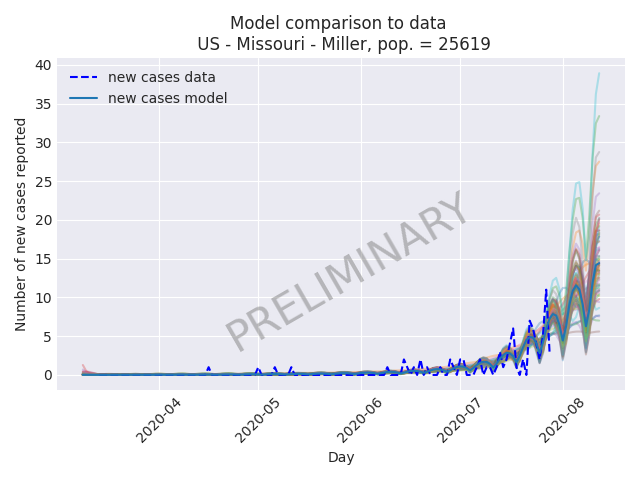 Model comparison to data
US - Missouri - Miller, pop. = 25619
new cases data
new cases model
Number of new cases reported
40
35
30
25
20
15
10
5
0
PRELIMINARY
2020-04
2020-05
2020-06
2020-07
2020-08
Day